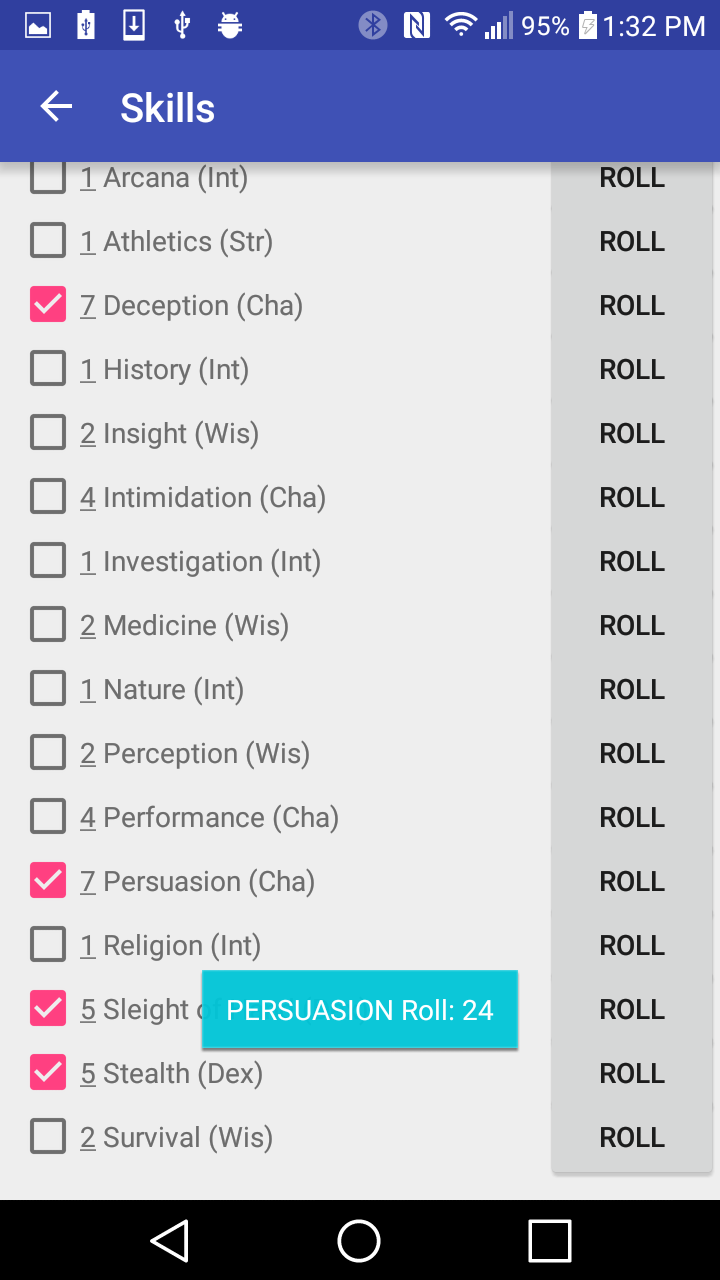 95% 1:32 PM
Skills
1 Arcana (Int) ROLL
1 Athletics (Str) ROLL
7 Deception (Cha) ROLL
1 History (Int) ROLL
2 Insight (Wis) ROLL
4 Intimidation (Cha) ROLL
1 Investigation (Int) ROLL
2 Medicine (Wis) ROLL
1 Nature (Int) ROLL
2 Perception (Wis) ROLL
4 Performance (Cha) ROLL
7 Persuasion (Cha) ROLL
1 Religion (Int) ROLL
5 Sleight ROLL
PERSUASION Roll: 24
5 Stealth (Dex) ROLL
2 Survival (Wis) ROLL